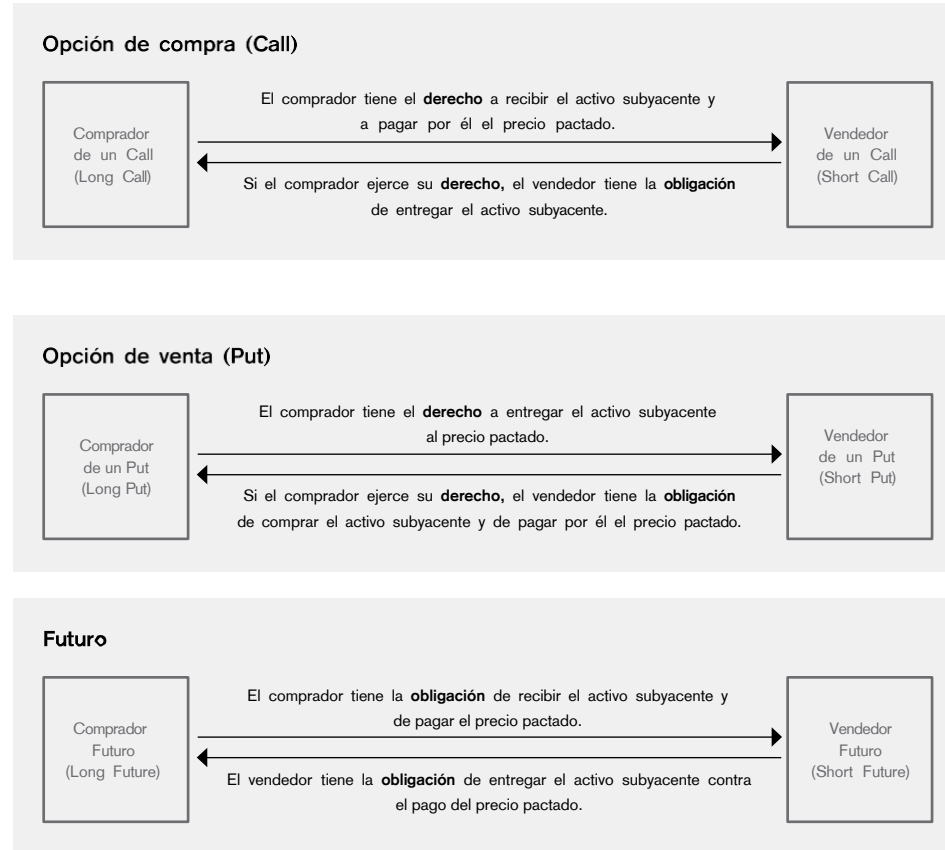 Opción de compra (Call)
El comprador tiene el derecho a recibir el activo subyacente y
a pagar por él el precio pactado.
Comprador
de un Call
(Long Call)
Vendedor
de un Call
(Short Call)
Si el comprador ejerce su derecho, el vendedor tiene la obligación
de entregar el activo subyacente.
Opción de venta (Put)
El comprador tiene el derecho a entregar el activo subyacente
al precio pactado.
Comprador
de un Put
(Long Put)
Vendedor
de un Put
(Short Put)
Si el comprador ejerce su derecho, el vendedor tiene la obligación
de comprar el activo subyacente y de pagar por él el precio pactado.
Futuro
El comprador tiene la obligación de recibir el activo subyacente y
de pagar el precio pactado.
Comprador
Futuro
(Long Future)
Vendedor
Futuro
(Short Future)
El vendedor tiene la obligación de entregar el activo subyacente contra
el pago del precio pactado.